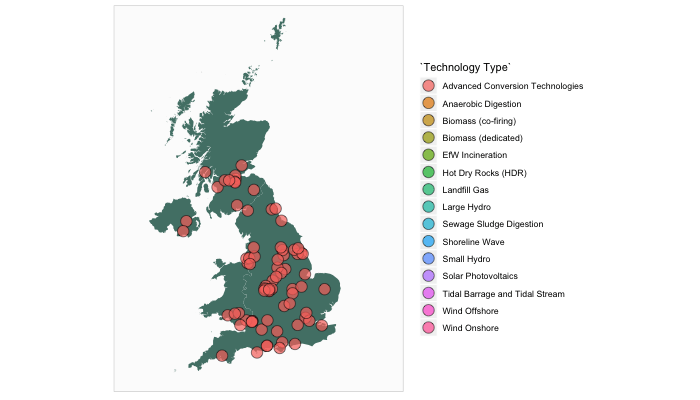 `Technology Type`
Advanced Conversion Technologies
Anaerobic Digestion
Biomass (co-firing)
Biomass (dedicated)
EfW Incineration
Hot Dry Rocks (HDR)
Landfill Gas
Large Hydro
Sewage Sludge Digestion
Shoreline Wave
Small Hydro
Solar Photovoltaics
Tidal Barrage and Tidal Stream
Wind Offshore
Wind Onshore